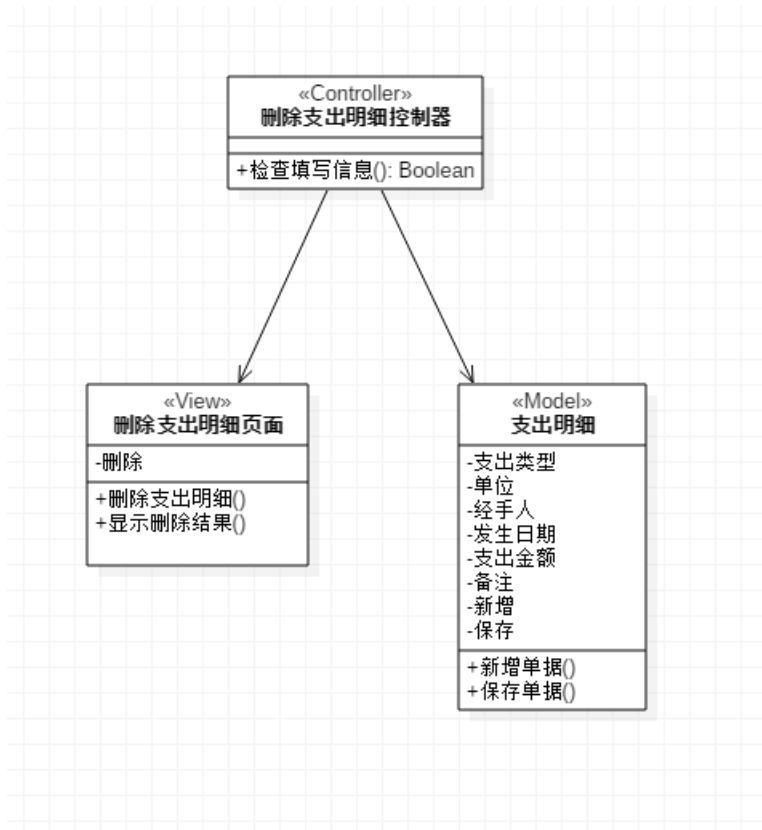 «Controller»
删除支出明细控制器
+检查填写信息(): Boolean
«View»
删除支出明细页面
-删除
+删除支出明细()
+显示删除结果()
«Model»
支出明细
-支出类型
-单位
-经手人
-发生日期
-支出金额
-备注
-新增
-保存
+新增单据()
+保存单据()